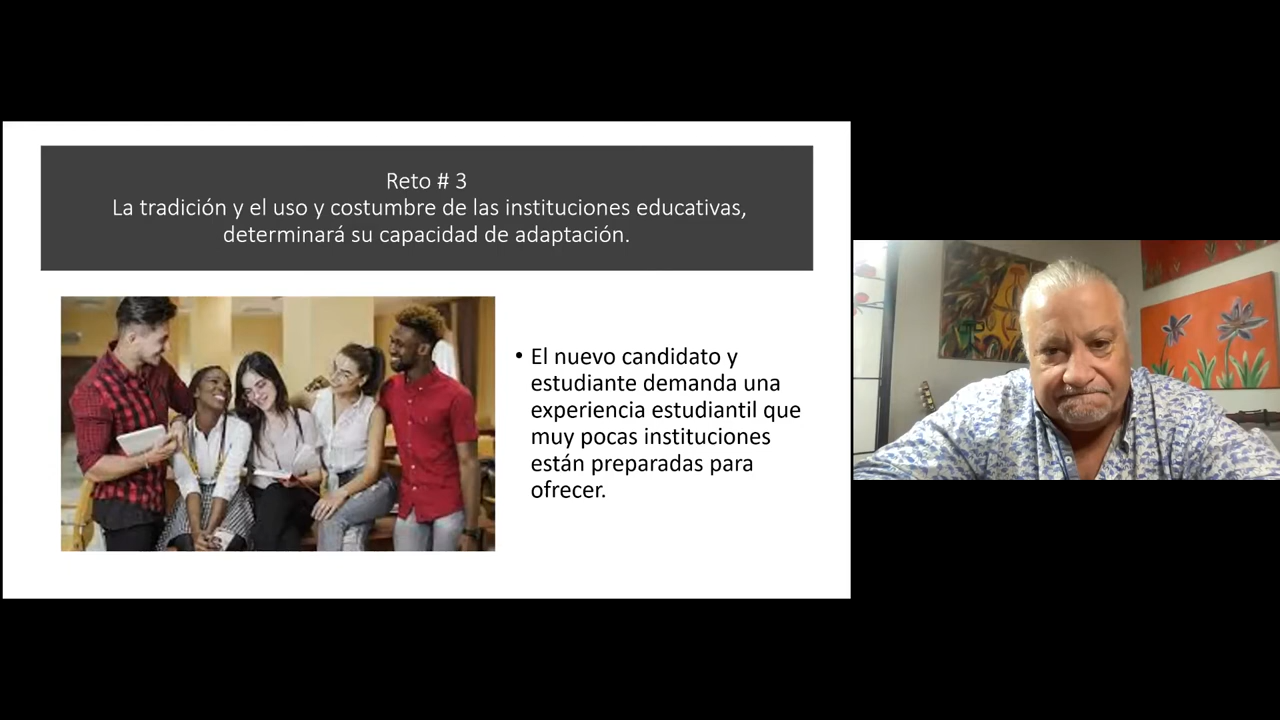 Reto # 3
La tradición y el uso y costumbre de las instituciones educativas,
determinará su capacidad de adaptación.
• El nuevo candidato y
estudiante demanda una
experiencia estudiantil que
muy pocas instituciones
están preparadas para
ofrecer.